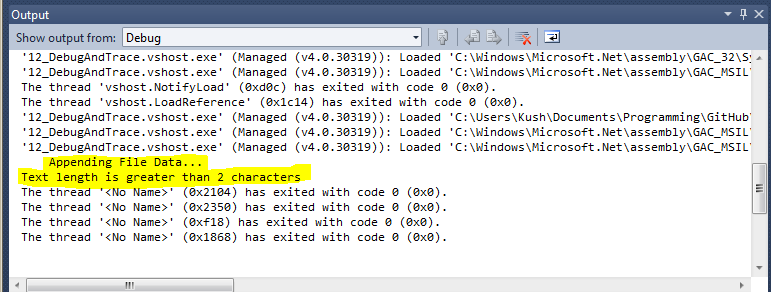 Output
Show output from: Debug
'12_DebugAndTrace.vshost.exe' (Managed (v4.0.30319)): Loaded 'C:\Windows\Microsoft.Net\assembly\GAC_32\Sy
'12_DebugAndTrace.vshost.exe' (Managed (v4.0.30319)): Loaded 'C:\Windows\Microsoft.Net\assembly\GAC_MSIL
The thread 'vshost.NotifyLoad' (0xd0c) has exited with code 0 (0x0).
The thread 'vshost.LoadReference' (0x1c14) has exited with code 0 (0x0).
'12_DebugAndTrace.vshost.exe' (Managed (v4.0.30319)): Loaded 'C:\Users\Kush\Documents\Programming\GitHub\
'12_DebugAndTrace.vshost.exe' (Managed (v4.0.30319)): Loaded 'C:\Windows\Microsoft.Net\assembly\GAC_MSIL
'12_DebugAndTrace.vshost.exe' (Managed (v4.0.30319)): Loaded 'C:\Windows\Microsoft.Net\assembly\GAC_MSIL
Appending File Data...
Text length is greater than 2 characters
The thread '<No Name>' (0x2104) has exited with code 0 (0x0).
The thread '<No Name>' (0x2350) has exited with code 0 (0x0).
The thread '<No Name>' (0xf18) has exited with code 0 (0x0).
The thread '<No Name>' (0x1868) has exited with code 0 (0x0).